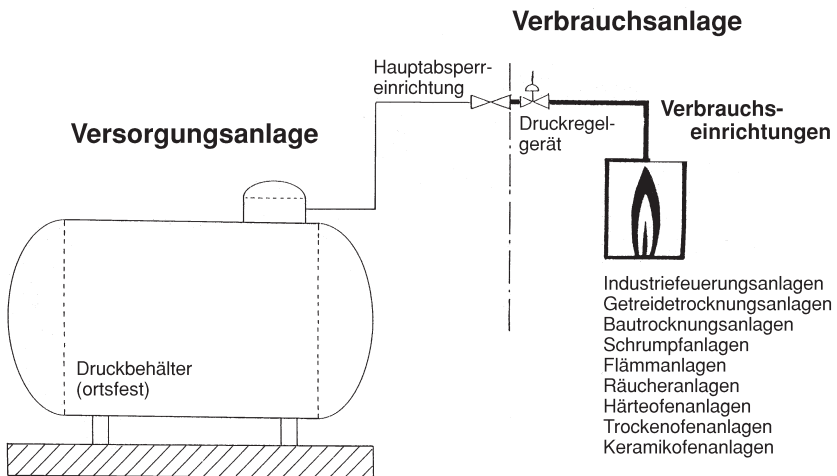 Verbrauchsanlage
Hauptabsperr-
einrichtung
Versorgungsanlage
Druckregel-
gerät
Verbrauchs-
einrichtungen
Druckbehälter
(ortsfest)
Industriefeuerungsanlagen
Getreidetrocknungsanlagen
Bautrocknungsanlagen
Schrumpfanlagen
Flämmanlagen
Räucheranlagen
Härteofenanlagen
Trockenofenanlagen
Keramikofenanlagen